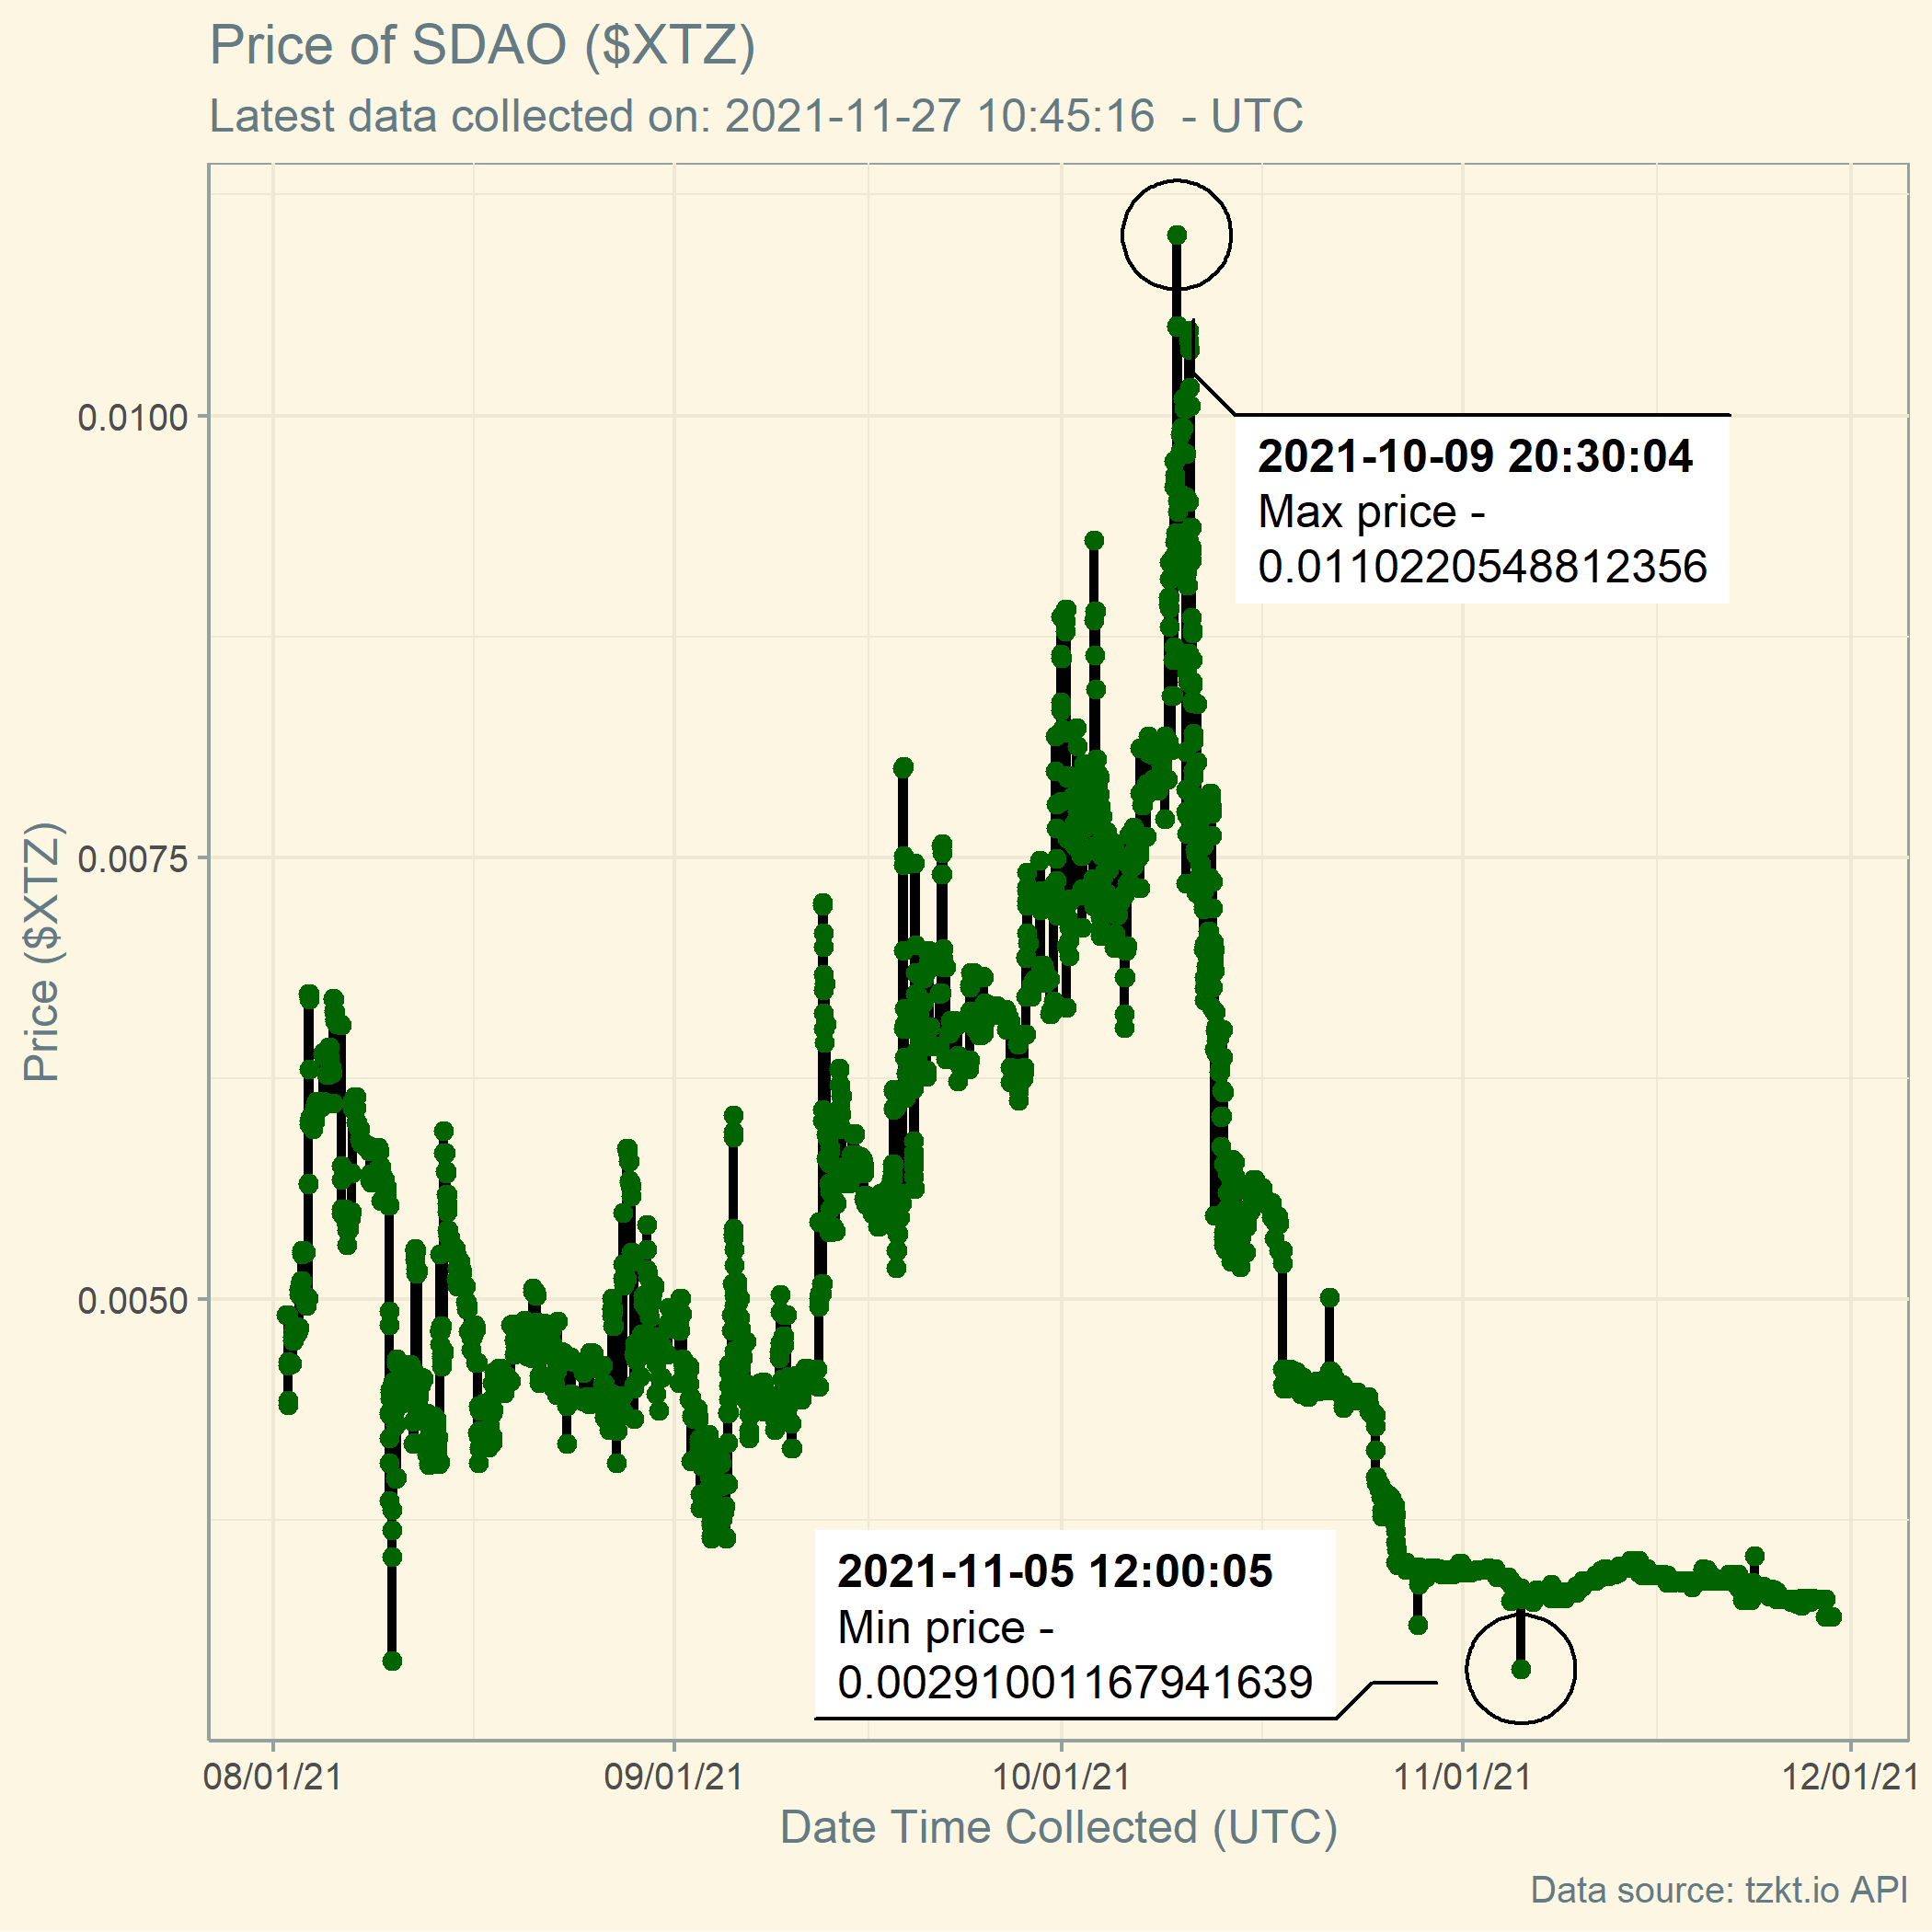 Price of SDAO ($XTZ)
Latest data collected on: 2021-11-27 10:45:16 - UTC
Price ($XTZ)
0.0100
0.0075
0.0050
2021-10-09 20:30:04
Max price -
0.0110220548812356
2021-11-05 12:00:05
Min price -
0.00291001167941639
08/01/21
09/01/21
10/01/21
11/01/21
12/01/21
Date Time Collected (UTC)
Data source: tzkt.io API